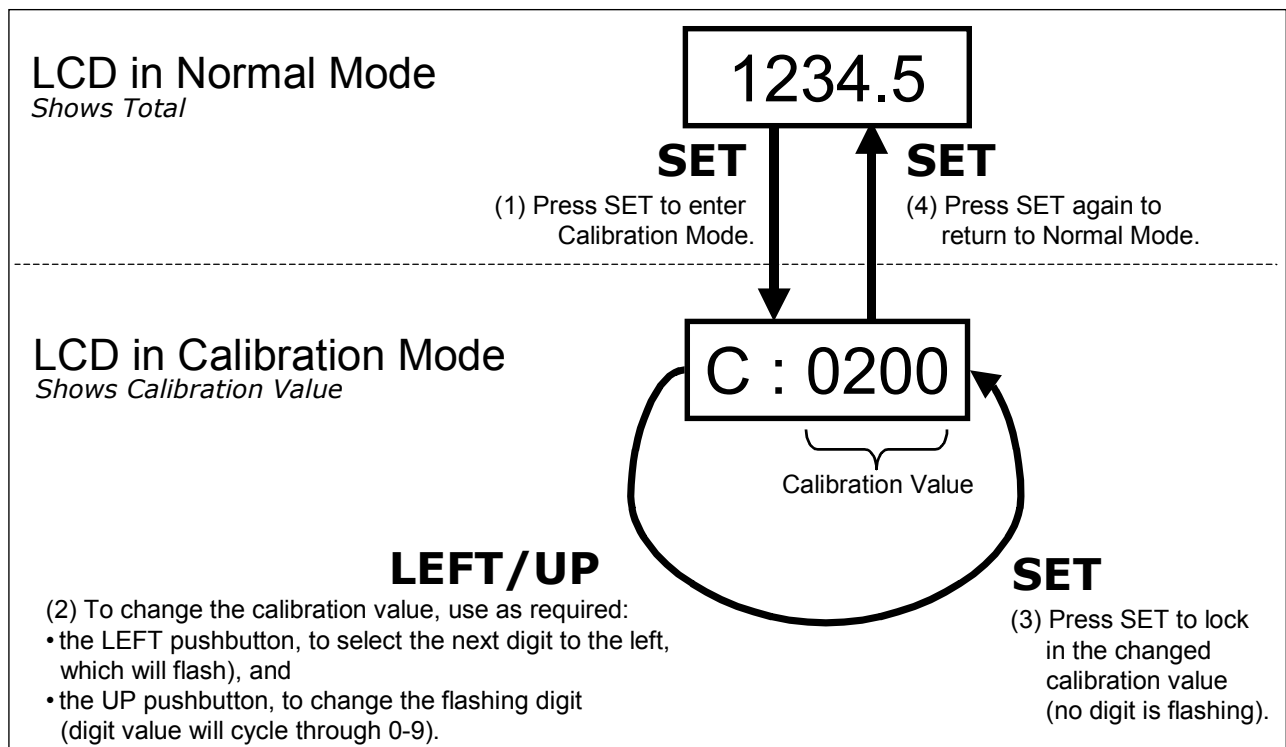 LCD in Normal Mode
Shows Total
1234.5
SET
(1) Press SET to enter
Calibration Mode.
SET
(4) Press SET again to
return to Normal Mode.
LCD in Calibration Mode
Shows Calibration Value
C : 0200
Calibration Value
LEFT/UP
(2) To change the calibration value, use as required:
• the LEFT pushbutton, to select the next digit to the left,
which will flash), and
• the UP pushbutton, to change the flashing digit
(digit value will cycle through 0-9).
SET
(3) Press SET to lock
in the changed
calibration value
(no digit is flashing).